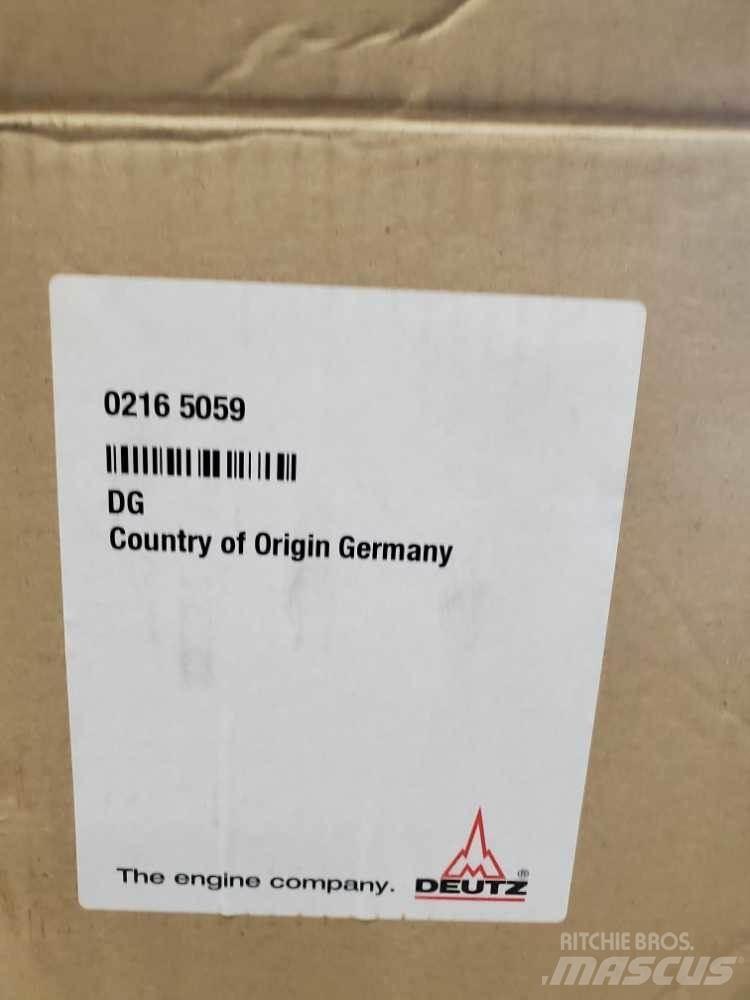 0216 5059
DG
Country of Origin Germany
The engine company. DEUTZ ®
RITCHIE BROS.
MASCUS